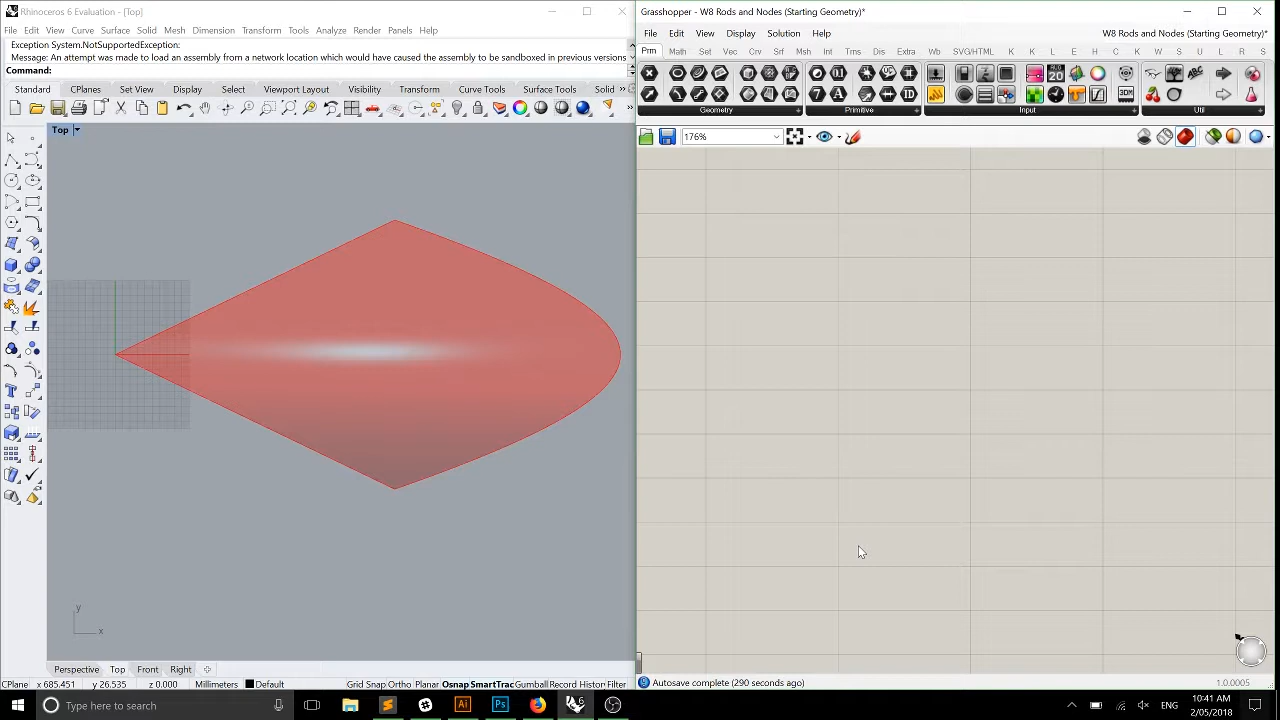 Rhinoceros 6 Evaluation - [Top]
File Edit View Curve Surface Solid Mesh Dimension Transform Tools Analyze Render Panels Help
Exception System.NotSupportedException:
Message: An attempt was made to load an assembly from a network location which would have caused the assembly to be sandboxed in previous versions
Command:
Standard CPlanes Set View Display Select Viewport Layout Visibility Transform Curve Tools Surface Tools Solid
Top
y
x
Perspective Top Front Right
CPlane x 685.451 y 26.535 z 0.000 Millimeters Default Grid Snap Ortho Planar Osnap SmartTrac Gumball Record History Filter
Grasshopper - W8 Rods and Nodes (Starting Geometry)*
File Edit View Display Solution Help W8 Rods and Nodes (Starting Geometry)*
Prm Math Set Vec Crv Srf Msh Int Trns Dis Extra Wb SVG/HTML K K C W L E H A U L R S
Geometry Primitive Input Util
176%
Autosave complete (290 seconds ago) 1.0.0005
Type here to search
ENG
10:41 AM
2/05/2018